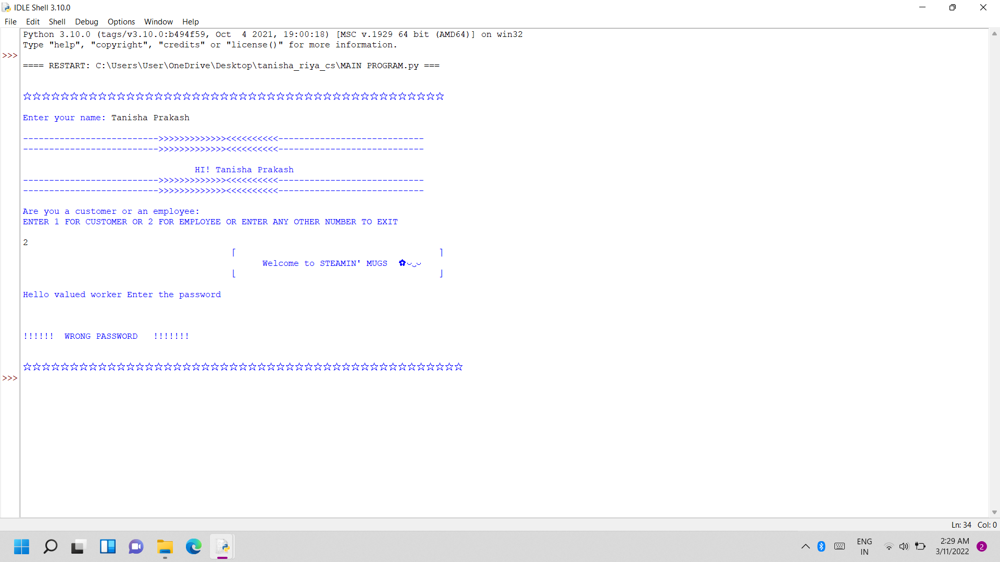 IDLE Shell 3.10.0
File Edit Shell Debug Options Window Help
Python 3.10.0 (tags/v3.10.0:b494f59, Oct  4 2021, 19:00:18) [MSC v.1929 64 bit (AMD64)] on win32
Type "help", "copyright", "credits" or "license()" for more information.
>>>
==== RESTART: C:\Users\User\OneDrive\Desktop\tanisha_riya_cs\MAIN PROGRAM.py ===
☆☆☆☆☆☆☆☆☆☆☆☆☆☆☆☆☆☆☆☆☆☆☆☆☆☆☆☆☆☆☆☆☆☆☆☆☆☆☆☆☆☆☆☆☆
Enter your name: Tanisha Prakash
-------------------------->>>>>>>>>>>>><<<<<<<<<<----------------------------
-------------------------->>>>>>>>>>>>><<<<<<<<<<----------------------------
HI! Tanisha Prakash
-------------------------->>>>>>>>>>>>><<<<<<<<<<----------------------------
-------------------------->>>>>>>>>>>>><<<<<<<<<<----------------------------
Are you a customer or an employee:
ENTER 1 FOR CUSTOMER OR 2 FOR EMPLOYEE OR ENTER ANY OTHER NUMBER TO EXIT
2
⌈ ⌉
Welcome to STEAMIN' MUGS  ✿◡‿◡
⌊ ⌋
Hello valued worker Enter the password
!!!!!!  WRONG PASSWORD   !!!!!!!
☆☆☆☆☆☆☆☆☆☆☆☆☆☆☆☆☆☆☆☆☆☆☆☆☆☆☆☆☆☆☆☆☆☆☆☆☆☆☆☆☆☆☆☆☆☆☆
>>>
Ln: 34 Col: 0
ENG
IN
2:29 AM
3/11/2022
2